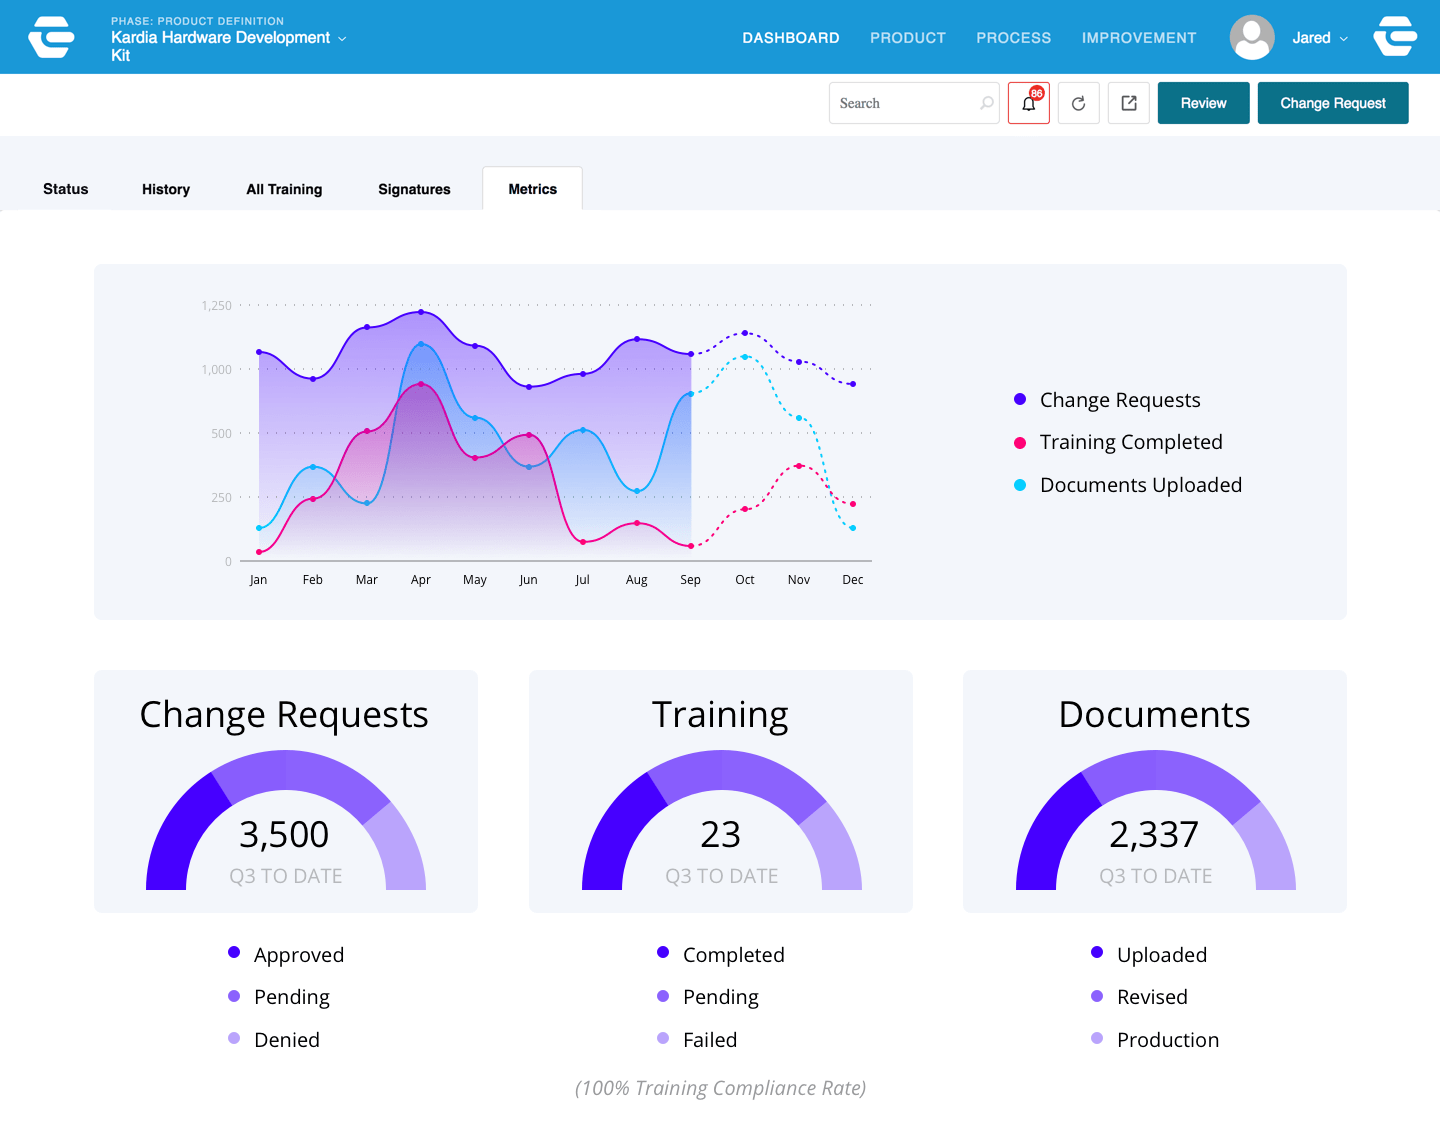 PHASE: PRODUCT DEFINITION
Kardia Hardware Development
Kit
DASHBOARD PRODUCT PROCESS IMPROVEMENT
Jared
Search
86
Review
Change Request
Status History All Training Signatures Metrics
1,250
1,000
500
250
0
Jan Feb Mar Apr May Jun Jul Aug Sep Oct Nov Dec
Change Requests
Training Completed
Documents Uploaded
Change Requests
3,500
Q3 TO DATE
Approved
Pending
Denied
Training
23
Q3 TO DATE
Completed
Pending
Failed
Documents
2,337
Q3 TO DATE
Uploaded
Revised
Production
(100% Training Compliance Rate)